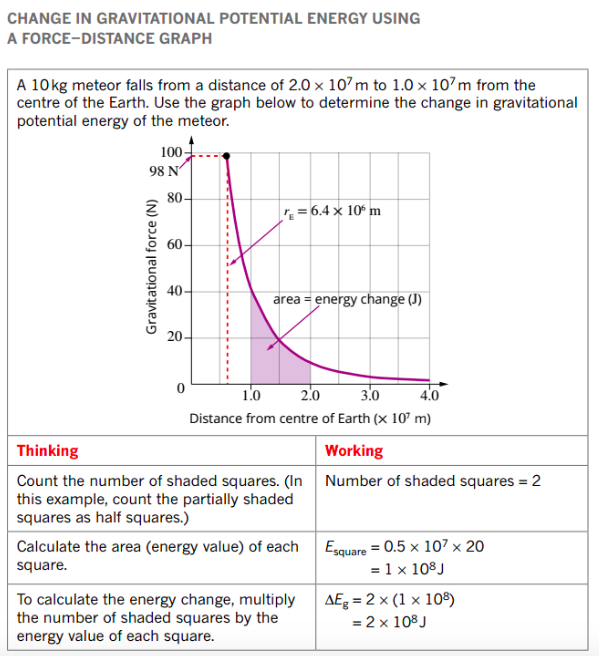 CHANGE IN GRAVITATIONAL POTENTIAL ENERGY USING
A FORCE–DISTANCE GRAPH
A 10 kg meteor falls from a distance of 2.0 × 10⁷ m to 1.0 × 10⁷ m from the
centre of the Earth. Use the graph below to determine the change in gravitational
potential energy of the meteor.
100
98 N
80
60
40
20
0
Gravitational force (N)
r_E = 6.4 × 10⁶ m
area = energy change (J)
1.0 2.0 3.0 4.0
Distance from centre of Earth (× 10⁷ m)
Thinking
Working
Count the number of shaded squares. (In
this example, count the partially shaded
squares as half squares.)
Number of shaded squares = 2
Calculate the area (energy value) of each
square.
E_square = 0.5 × 10⁷ × 20
= 1 × 10⁸ J
To calculate the energy change, multiply
the number of shaded squares by the
energy value of each square.
ΔE_g = 2 × (1 × 10⁸)
= 2 × 10⁸ J